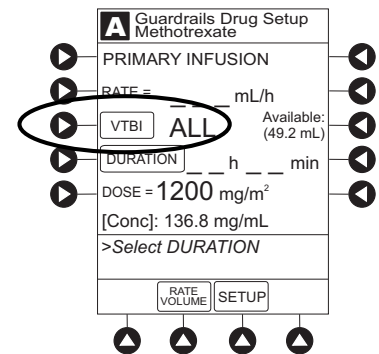 A Guardrails Drug Setup
Methotrexate
PRIMARY INFUSION
RATE = _ _ _ mL/h
VTBI ALL Available:
(49.2 mL)
DURATION _ _ h _ _ min
DOSE = 1200 mg/m²
[Conc]: 136.8 mg/mL
>Select DURATION
RATE
VOLUME SETUP